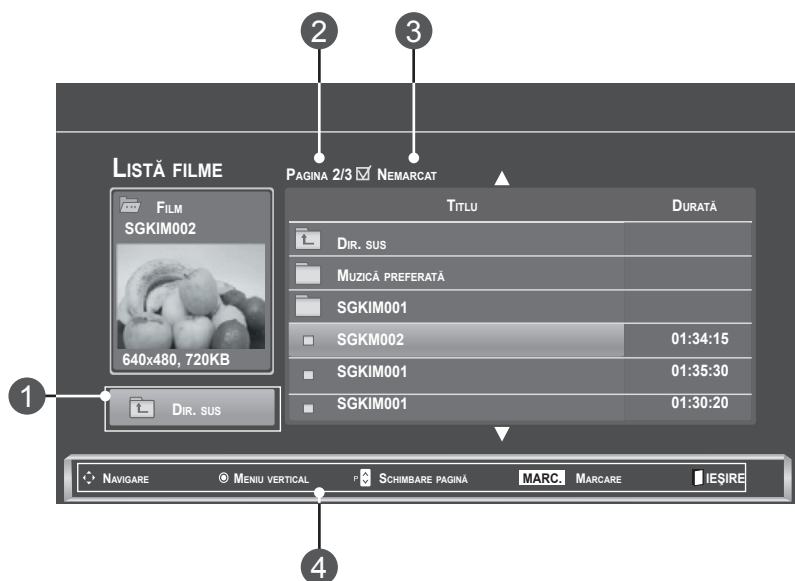 2 3
LISTĂ FILME
PAGINA 2/3 ☑ NEMARCAT
FILM
SGKIM002
640x480, 720KB
1
DIR. SUS
TITLU DURATĂ
DIR. SUS
MUZICĂ PREFERATĂ
SGKIM001
SGKM002 01:34:15
SGKIM001 01:35:30
SGKIM001 01:30:20
NAVIGARE MENIU VERTICAL P SCHIMBARE PAGINĂ MARC. MARCARE IEŞIRE
4